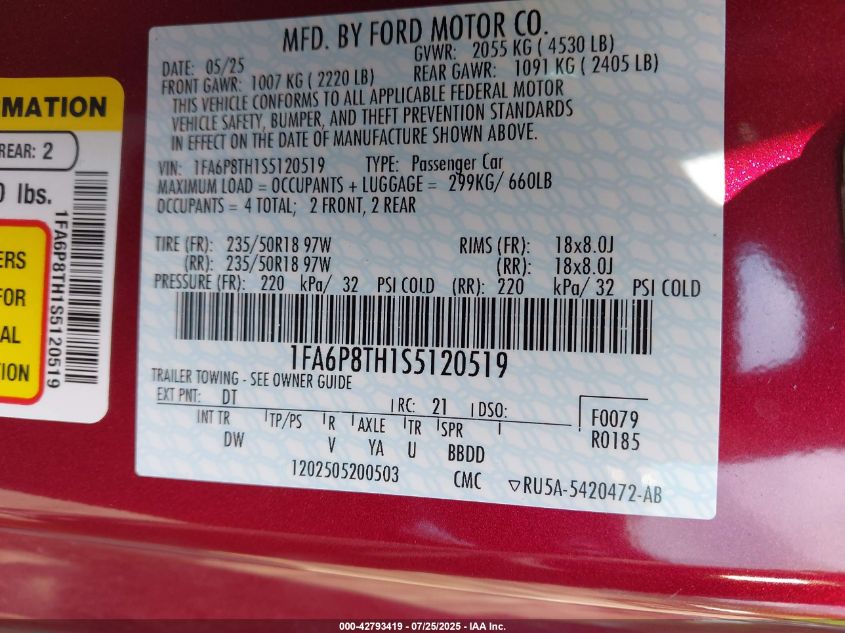 MFD. BY FORD MOTOR CO.
DATE: 05/25
GVWR: 2055 KG ( 4530 LB)
FRONT GAWR: 1007 KG ( 2220 LB)
REAR GAWR: 1091 KG ( 2405 LB)
THIS VEHICLE CONFORMS TO ALL APPLICABLE FEDERAL MOTOR
VEHICLE SAFETY, BUMPER, AND THEFT PREVENTION STANDARDS
IN EFFECT ON THE DATE OF MANUFACTURE SHOWN ABOVE.
VIN: 1FA6P8TH1S5120519 TYPE: Passenger Car
MAXIMUM LOAD = OCCUPANTS + LUGGAGE = 299KG/ 660LB
OCCUPANTS = 4 TOTAL; 2 FRONT, 2 REAR
TIRE (FR): 235/50R18 97W RIMS (FR): 18x8.0J
(RR): 235/50R18 97W (RR): 18x8.0J
PRESSURE (FR): 220 kPa/ 32 PSI COLD (RR): 220 kPa/ 32 PSI COLD
1FA6P8TH1S5120519
TRAILER TOWING - SEE OWNER GUIDE
EXT PNT: DT RC: 21 DSO:
F0079
R0185
INT TR TP/PS R AXLE TR SPR
DW V YA U BBDD
1202505200503 CMC ▽RU5A-5420472-AB
MATION
REAR: 2
0 lbs.
ERS
FOR
AL
TION
1FA6P8TH1S5120519
000-42793419 - 07/25/2025 - IAA Inc.